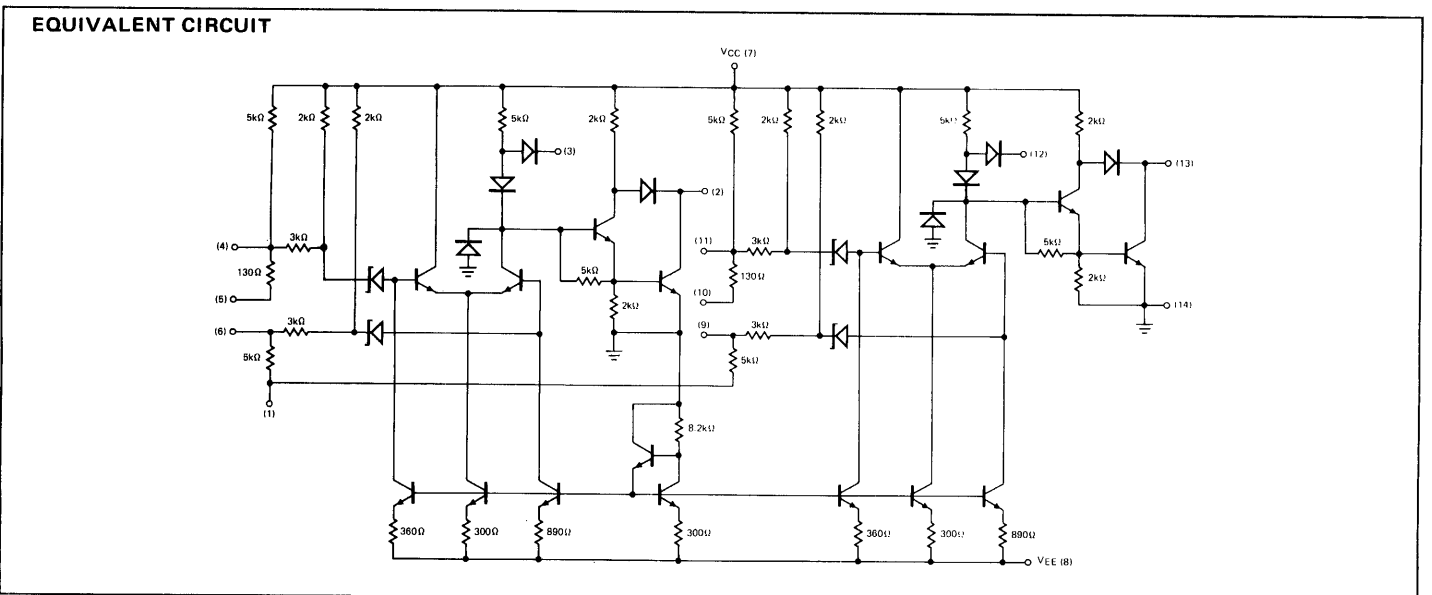 EQUIVALENT CIRCUIT
VCC (7)
5kΩ
2kΩ
2kΩ
5kΩ
2kΩ
5kΩ
2kΩ
2kΩ
5kΩ
2kΩ
(3)
(12)
(13)
(2)
(4)
3kΩ
(11)
3kΩ
130Ω
5kΩ
130Ω
5kΩ
(5)
2kΩ
(10)
2kΩ
(14)
(6)
3kΩ
(9)
3kΩ
5kΩ
5kΩ
(1)
8.2kΩ
360Ω
300Ω
890Ω
300Ω
360Ω
300Ω
890Ω
VEE (8)